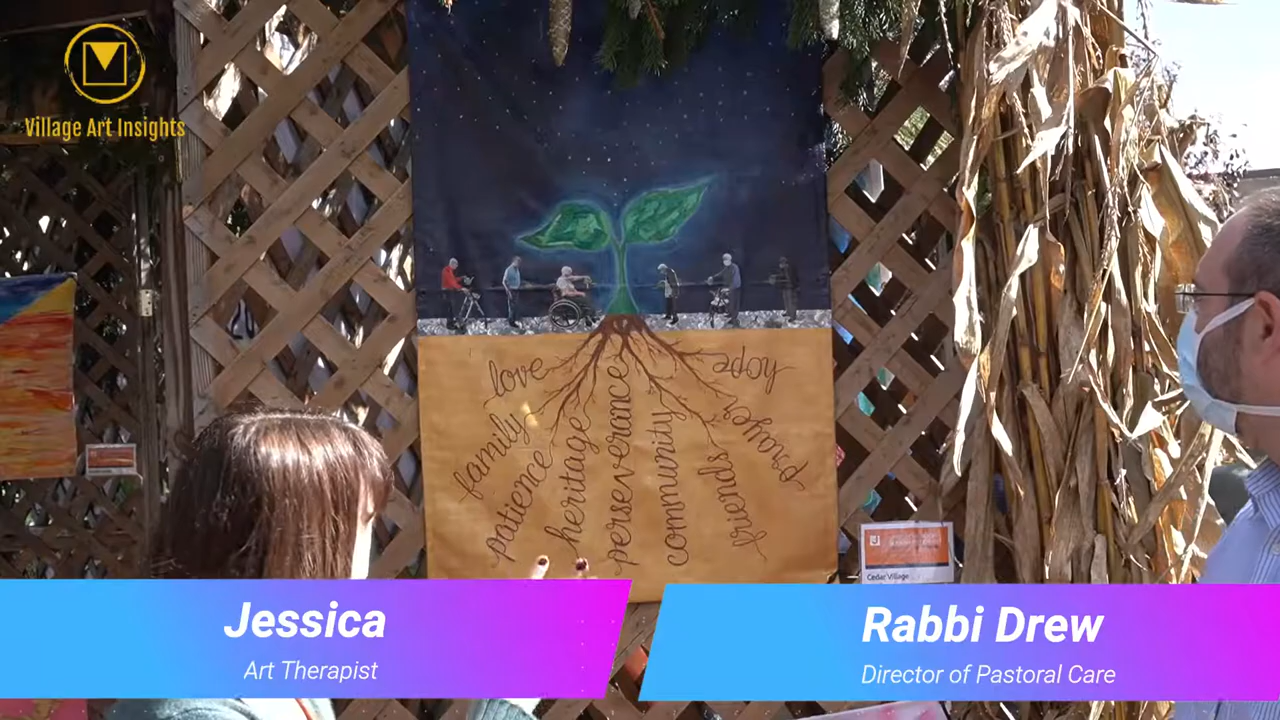 Village Art Insights
love
family
patience
heritage
perseverance
community
friends
prayer
hope
Cedar Village
Jessica
Art Therapist
Rabbi Drew
Director of Pastoral Care